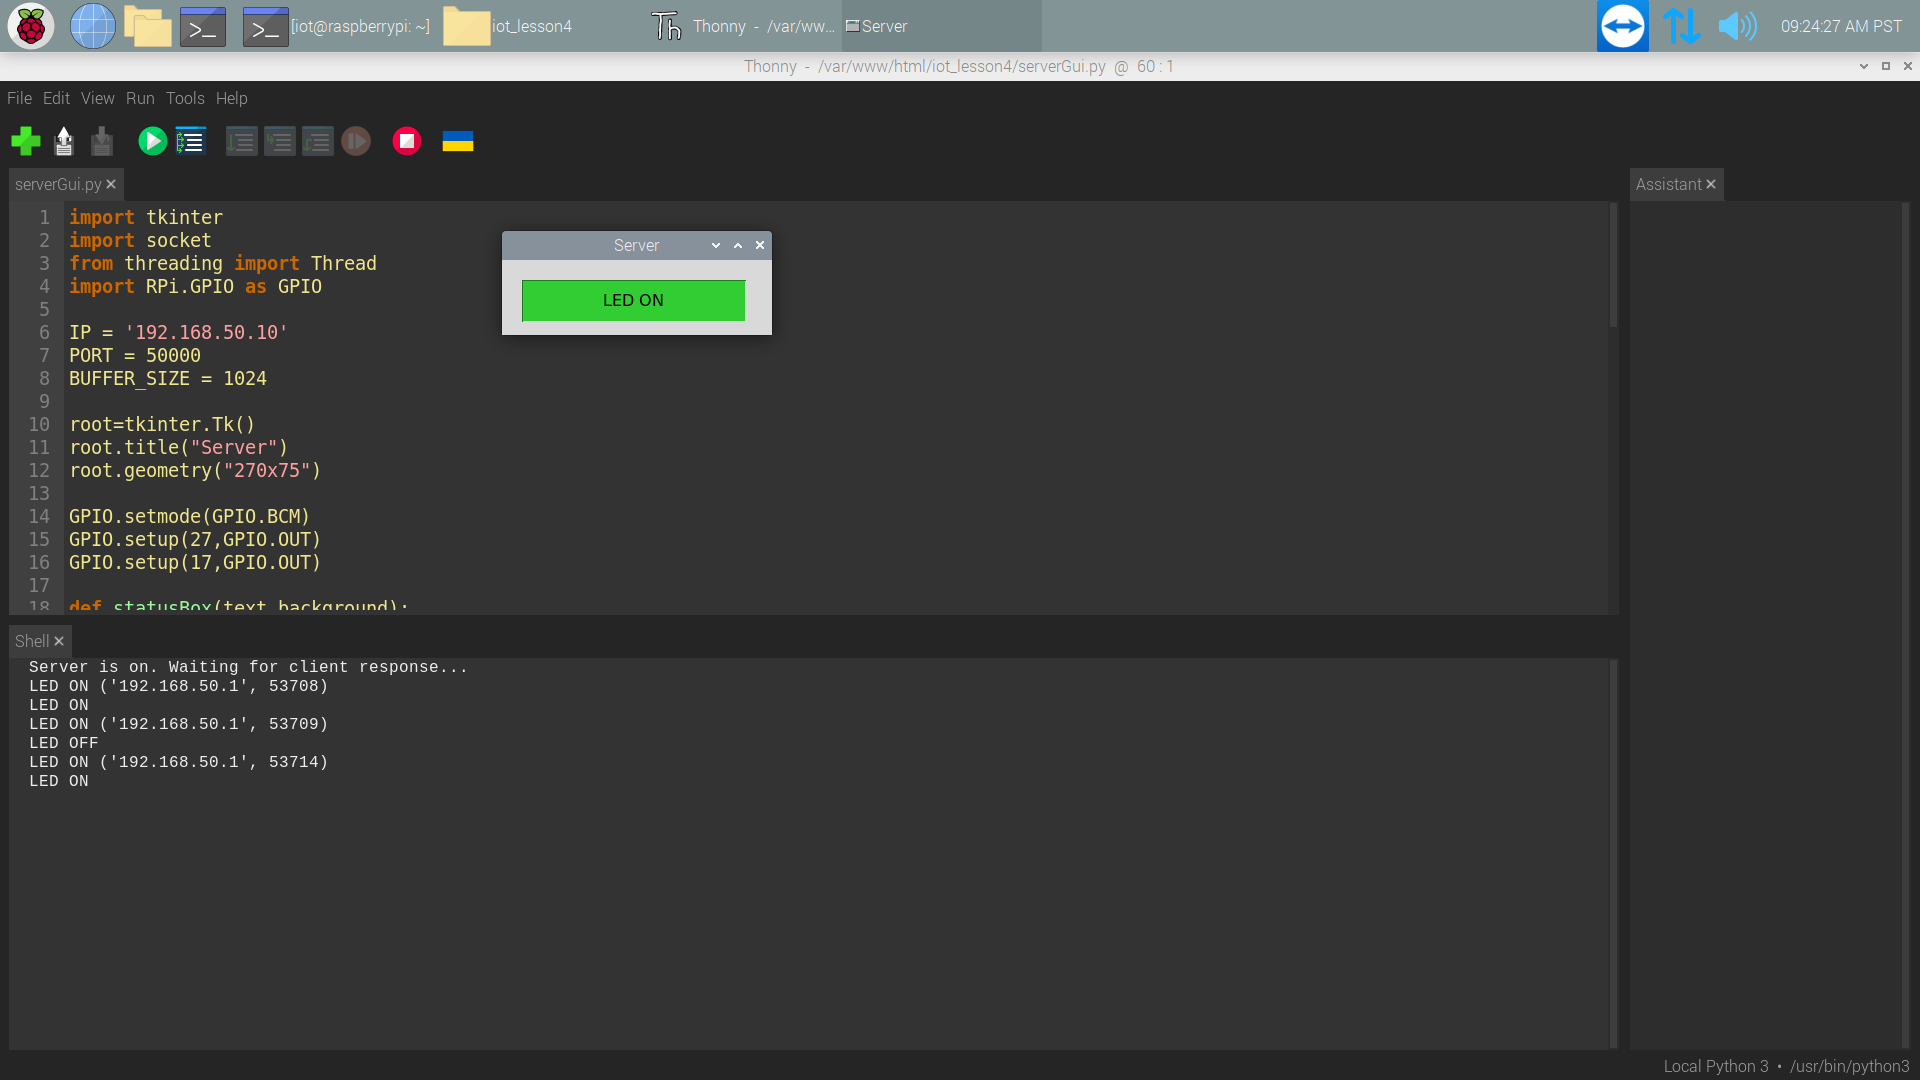 [iot@raspberrypi: ~]
iot_lesson4
Thonny - /var/ww...
Server
09:24:27 AM PST
Thonny - /var/www/html/iot_lesson4/serverGui.py @ 60 : 1
File Edit View Run Tools Help
serverGui.py
Assistant
1 import tkinter
2 import socket
3 from threading import Thread
4 import RPi.GPIO as GPIO
5
6 IP = '192.168.50.10'
7 PORT = 50000
8 BUFFER_SIZE = 1024
9
10 root=tkinter.Tk()
11 root.title("Server")
12 root.geometry("270x75")
13
14 GPIO.setmode(GPIO.BCM)
15 GPIO.setup(27,GPIO.OUT)
16 GPIO.setup(17,GPIO.OUT)
17
18 def statusBox(text,background):
Server
LED ON
Shell
Server is on. Waiting for client response...
LED ON ('192.168.50.1', 53708)
LED ON
LED ON ('192.168.50.1', 53709)
LED OFF
LED ON ('192.168.50.1', 53714)
LED ON
Local Python 3 • /usr/bin/python3